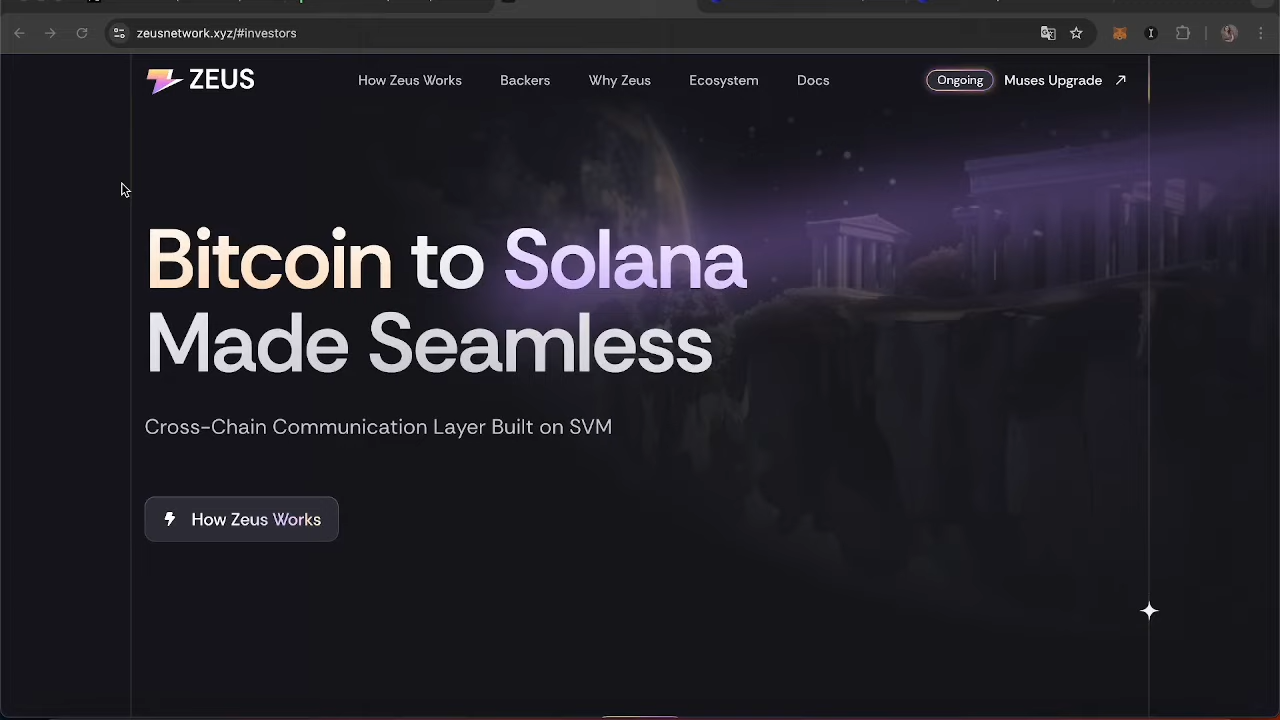 zeusnetwork.xyz/#investors
ZEUS
How Zeus Works
Backers
Why Zeus
Ecosystem
Docs
Ongoing
Muses Upgrade
Bitcoin to Solana
Made Seamless
Cross-Chain Communication Layer Built on SVM
How Zeus Works